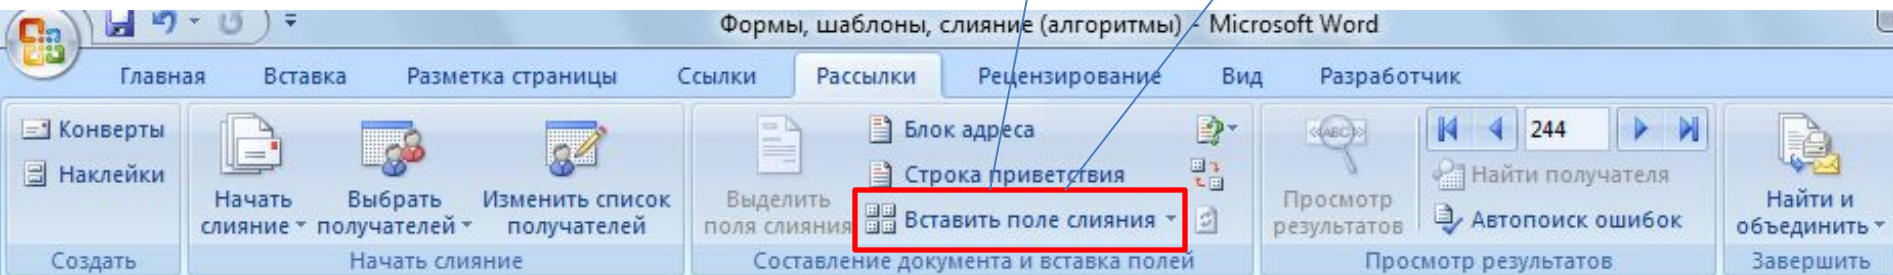 Формы, шаблоны, слияние (алгоритмы) - Microsoft Word
Главная Вставка Разметка страницы Ссылки Рассылки Рецензирование Вид Разработчик
Конверты
Наклейки
Создать
Начать
слияние
Выбрать
получателей
Изменить список
получателей
Начать слияние
Выделить
поля слияния
Блок адреса
Строка приветствия
Вставить поле слияния
Составление документа и вставка полей
«ABC»
Просмотр
результатов
244
Найти получателя
Автопоиск ошибок
Просмотр результатов
Найти и
объединить
Завершить